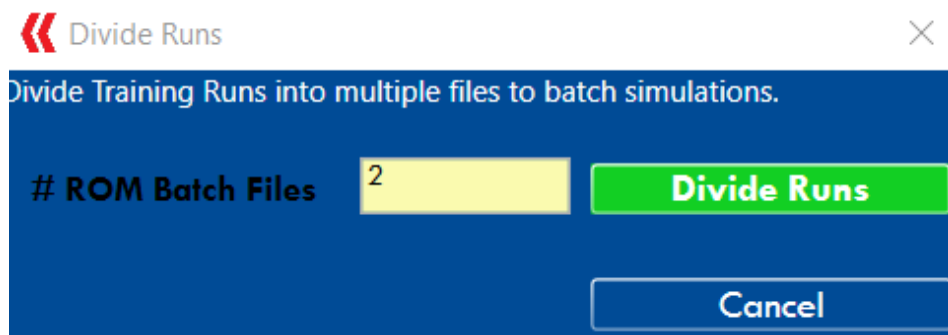 Divide Runs
Divide Training Runs into multiple files to batch simulations.
# ROM Batch Files 2 Divide Runs
Cancel